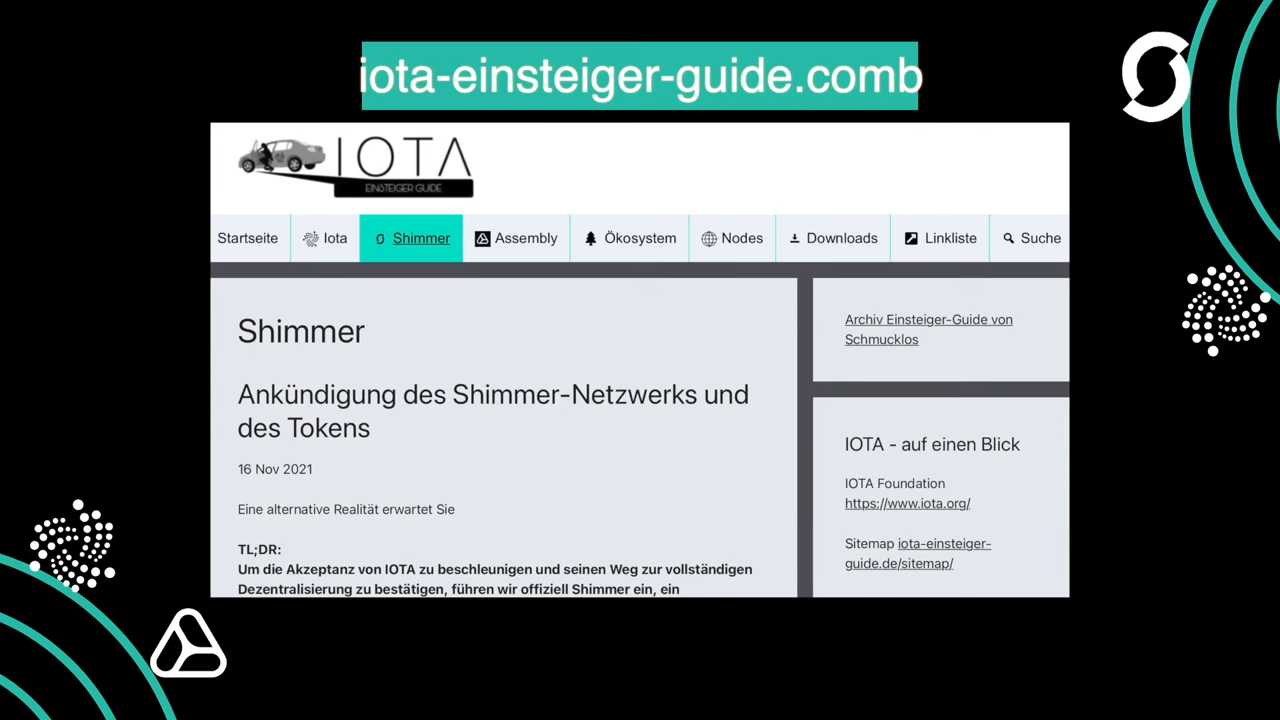 iota-einsteiger-guide.comb
IOTA
EINSTEIGER GUIDE
Startseite Iota Shimmer Assembly Ökosystem Nodes Downloads Linkliste Suche
Shimmer
Ankündigung des Shimmer-Netzwerks und
des Tokens
16 Nov 2021
Eine alternative Realität erwartet Sie
TL;DR:
Um die Akzeptanz von IOTA zu beschleunigen und seinen Weg zur vollständigen
Dezentralisierung zu bestätigen, führen wir offiziell Shimmer ein, ein
Archiv Einsteiger-Guide von
Schmucklos
IOTA - auf einen Blick
IOTA Foundation
https://www.iota.org/
Sitemap iota-einsteiger-
guide.de/sitemap/